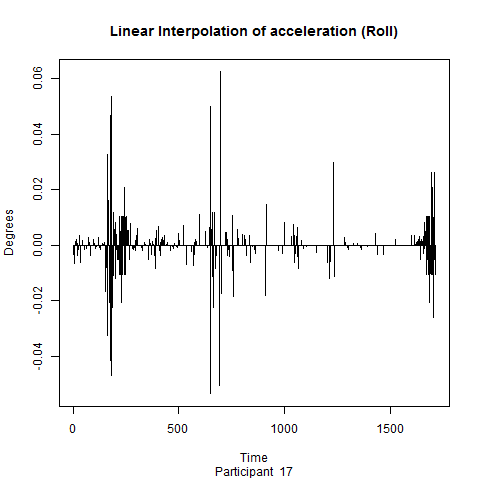 Linear Interpolation of acceleration (Roll)
0.06
0.04
0.02
0.00
-0.02
-0.04
Degrees
0
500
1000
1500
Time
Participant 17